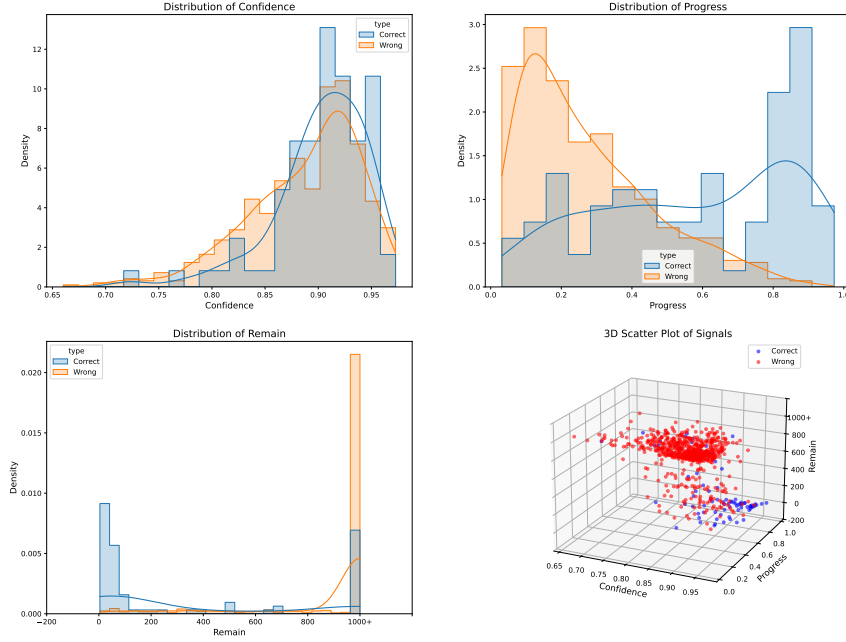 Distribution of Confidence
type
Correct
Wrong
Density
0
2
4
6
8
10
12
0.65
0.70
0.75
0.80
0.85
0.90
0.95
Confidence
Distribution of Progress
Density
0.0
0.5
1.0
1.5
2.0
2.5
3.0
type
Correct
Wrong
0.0
0.2
0.4
0.6
0.8
1.0
Progress
Distribution of Remain
type
Correct
Wrong
Density
0.000
0.005
0.010
0.015
0.020
−200
0
200
400
600
800
1000+
Remain
3D Scatter Plot of Signals
Correct
Wrong
1000+
800
600
400
200
0
-200
Remain
1.0
0.8
0.6
0.4
0.2
0.0
Progress
0.65
0.70
0.75
0.80
0.85
0.90
0.95
Confidence